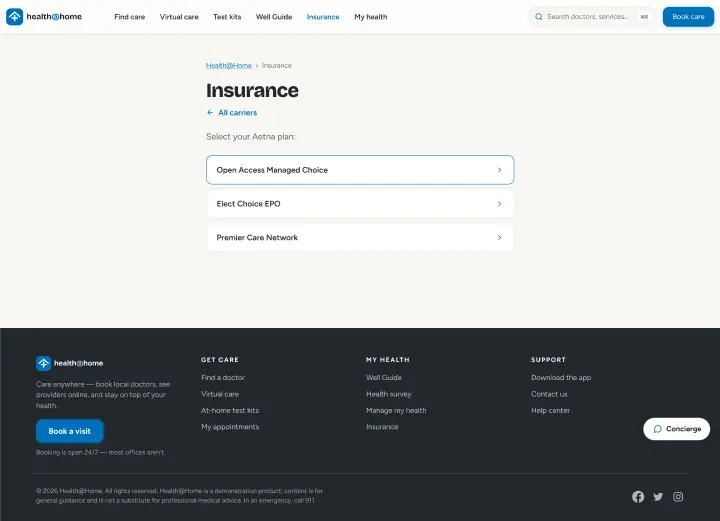 health@home
Find care
Virtual care
Test kits
Well Guide
Insurance
My health
Search doctors, services...
⌘K
Book care
Health@Home › Insurance
Insurance
← All carriers
Select your Aetna plan:
Open Access Managed Choice
Elect Choice EPO
Premier Care Network
health@home
Care anywhere — book local doctors, see
providers online, and stay on top of your
health.
Book a visit
Booking is open 24/7 — most offices aren't.
GET CARE
Find a doctor
Virtual care
At-home test kits
My appointments
MY HEALTH
Well Guide
Health survey
Manage my health
Insurance
SUPPORT
Download the app
Contact us
Help center
Concierge
© 2026 Health@Home. All rights reserved. Health@Home is a demonstration product; content is for
general guidance and is not a substitute for professional medical advice. In an emergency, call 911.